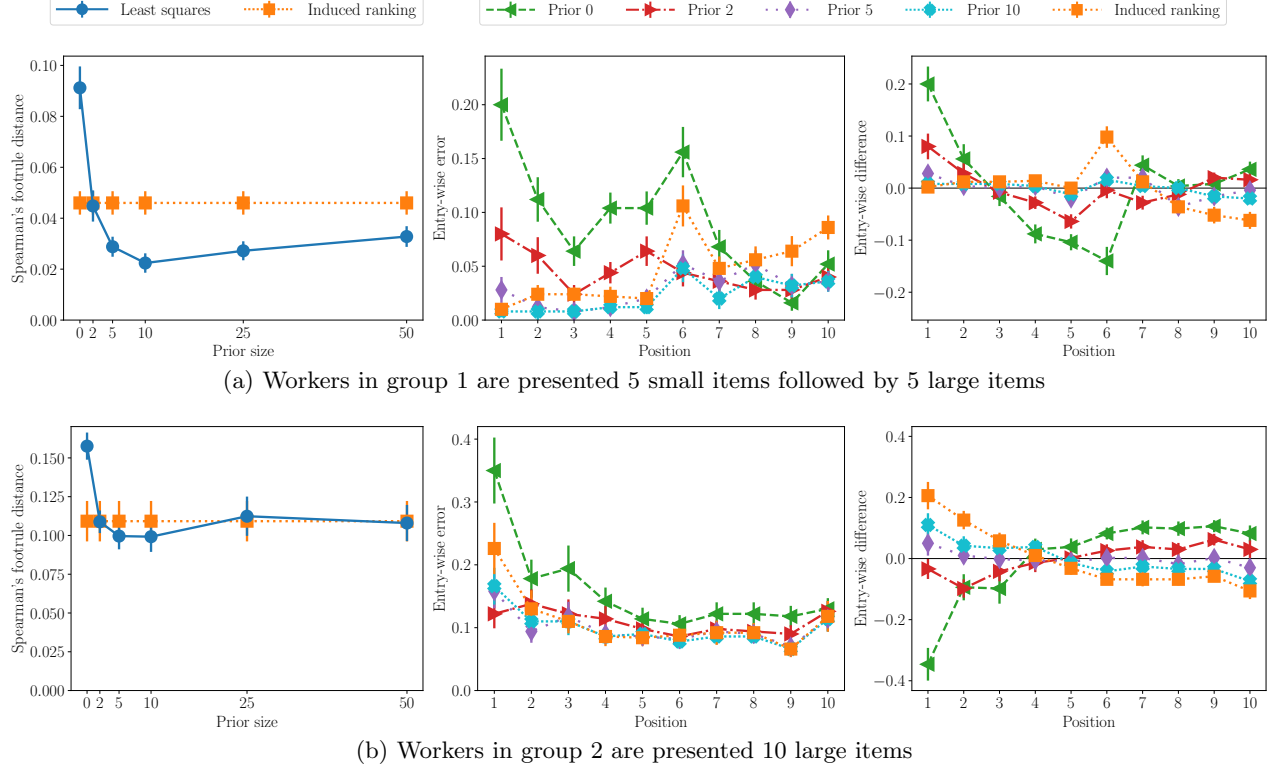 Least squares
Induced ranking
Prior 0
Prior 2
Prior 5
Prior 10
Induced ranking
Spearman's footrule distance
0.10
0.08
0.06
0.04
0.02
0.00
0 2 5 10 25 50
Prior size
Entry-wise error
0.20
0.15
0.10
0.05
0.00
1 2 3 4 5 6 7 8 9 10
Position
Entry-wise difference
0.2
0.1
0.0
−0.1
−0.2
1 2 3 4 5 6 7 8 9 10
Position
(a) Workers in group 1 are presented 5 small items followed by 5 large items
Spearman's footrule distance
0.150
0.125
0.100
0.075
0.050
0.025
0.000
0 2 5 10 25 50
Prior size
Entry-wise error
0.4
0.3
0.2
0.1
0.0
1 2 3 4 5 6 7 8 9 10
Position
Entry-wise difference
0.4
0.2
0.0
−0.2
−0.4
1 2 3 4 5 6 7 8 9 10
Position
(b) Workers in group 2 are presented 10 large items